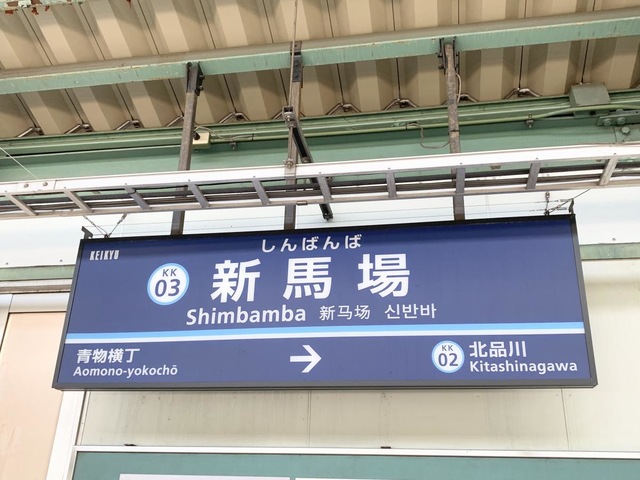 KEIKYU
しんばんば
KK
03
新馬場
Shimbamba 新马场 신반바
青物横丁
Aomono-yokochō
→
KK
02
北品川
Kitashinagawa